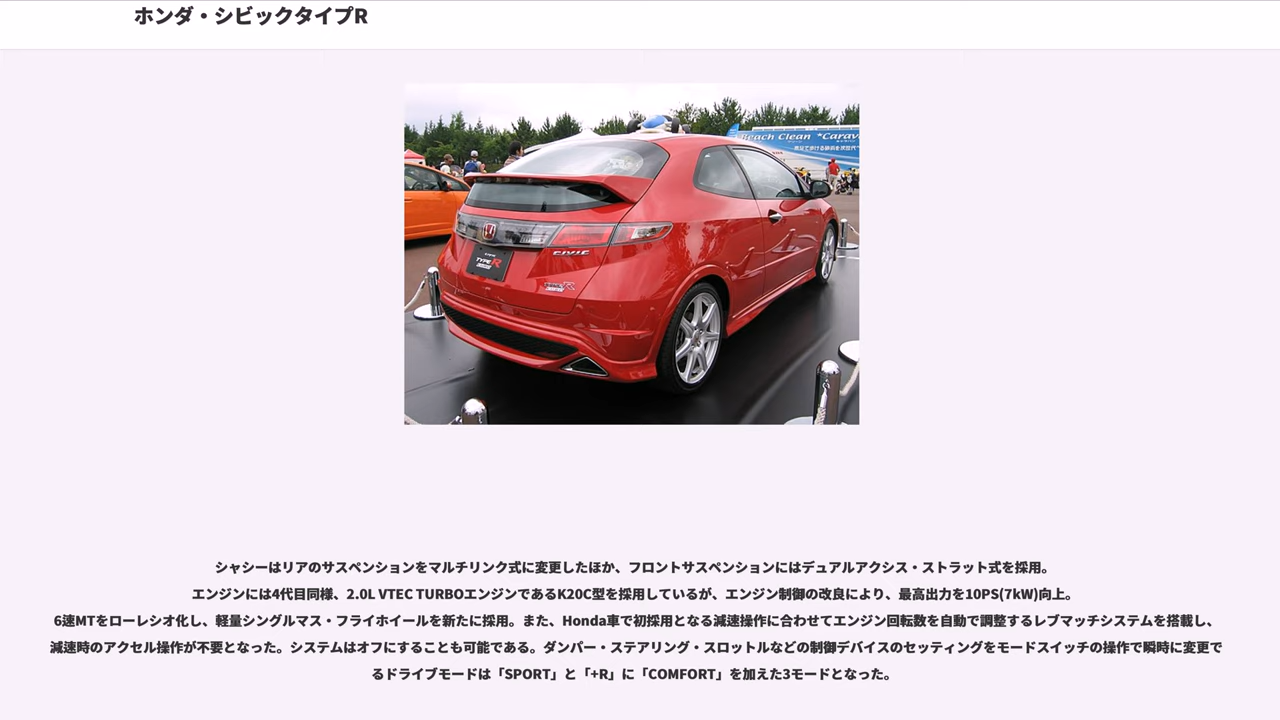 ホンダ・シビックタイプR
Beach Clean *Carava
CIVIC
TYPE R
シャシーはリアのサスペンションをマルチリンク式に変更したほか、フロントサスペンションにはデュアルアクシス・ストラット式を採用。
エンジンには4代目同様、2.0L VTEC TURBOエンジンであるK20C型を採用しているが、エンジン制御の改良により、最高出力を10PS(7kW)向上。
6速MTをローレシオ化し、軽量シングルマス・フライホイールを新たに採用。また、Honda車で初採用となる減速操作に合わせてエンジン回転数を自動で調整するレブマッチシステムを搭載し、
減速時のアクセル操作が不要となった。システムはオフにすることも可能である。ダンパー・ステアリング・スロットルなどの制御デバイスのセッティングをモードスイッチの操作で瞬時に変更で
きるドライブモードは「SPORT」と「+R」に「COMFORT」を加えた3モードとなった。